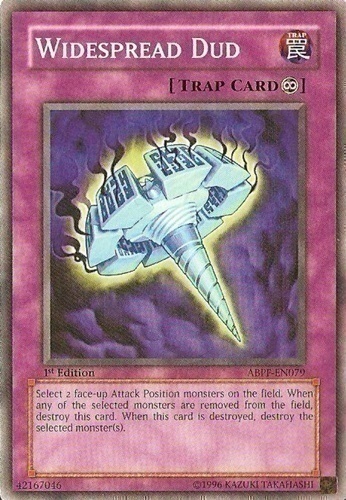 WIDESPREAD DUD
TRAP
罠
[TRAP CARD∞]
1st Edition
ABPF-EN079
Select 2 face-up Attack Position monsters on the field. When
any of the selected monsters are removed from the field,
destroy this card. When this card is destroyed, destroy
the selected monster(s).
42167046
©1996 KAZUKI TAKAHASHI